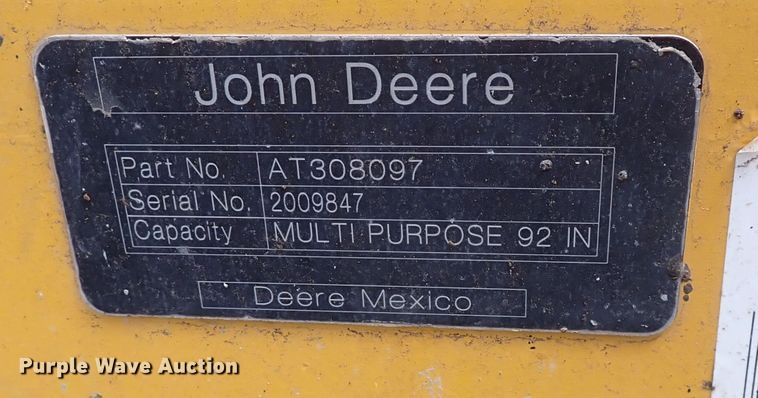 John Deere
Part No. AT308097
Serial No. 2009847
Capacity MULTI PURPOSE 92 IN
Deere Mexico
Purple Wave Auction